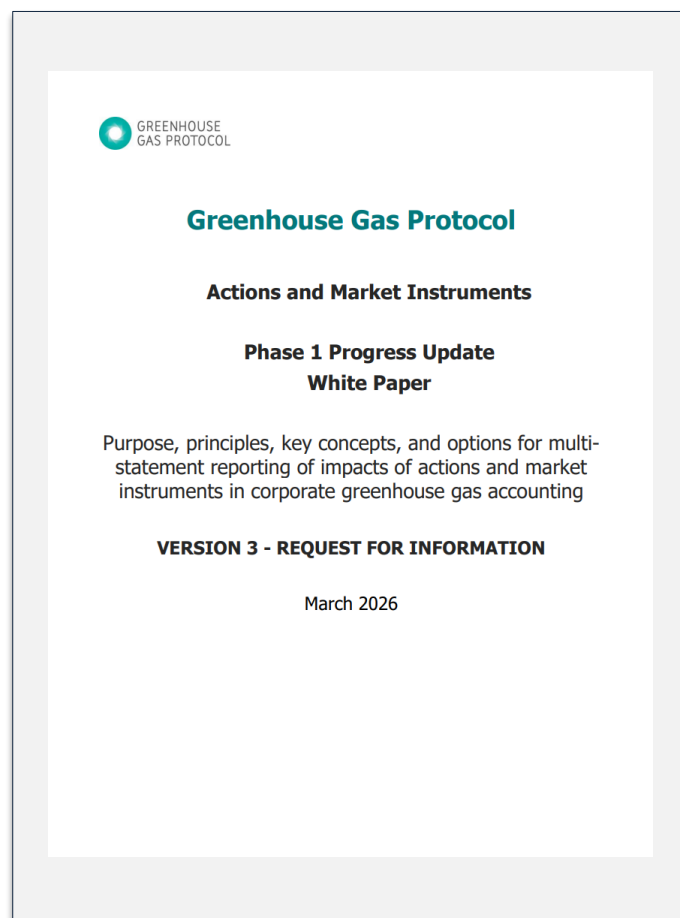 GREENHOUSE
GAS PROTOCOL
Greenhouse Gas Protocol
Actions and Market Instruments
Phase 1 Progress Update
White Paper
Purpose, principles, key concepts, and options for multi-
statement reporting of impacts of actions and market
instruments in corporate greenhouse gas accounting
VERSION 3 - REQUEST FOR INFORMATION
March 2026